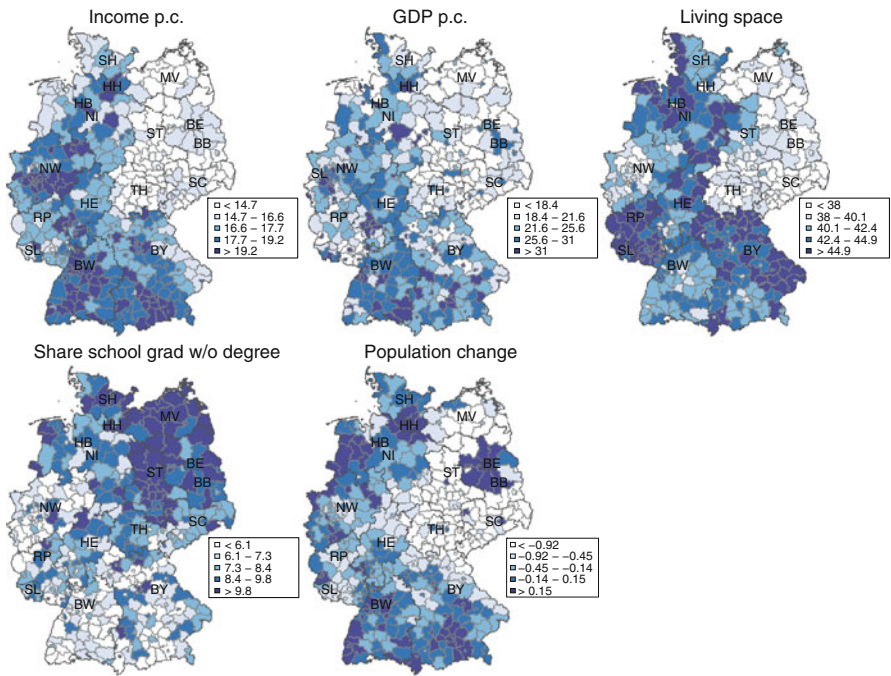 Income p.c.
SH
MV
HH
HB
NI
BE
ST
BB
NW
TH
SC
HE
RP
SL
BY
BW
< 14.7
14.7 – 16.6
16.6 – 17.7
17.7 – 19.2
> 19.2
GDP p.c.
SH
MV
HH
HB
NI
BE
ST
BB
SL
NW
TH
SC
HE
RP
BY
BW
< 18.4
18.4 – 21.6
21.6 – 25.6
25.6 – 31
> 31
Living space
SH
MV
HH
HB
NI
BE
ST
BB
NW
TH
SC
HE
RP
SL
BY
BW
< 38
38 – 40.1
40.1 – 42.4
42.4 – 44.9
> 44.9
Share school grad w/o degree
SH
MV
HH
HB
NI
BE
ST
BB
NW
TH
SC
HE
RP
SL
BY
BW
< 6.1
6.1 – 7.3
7.3 – 8.4
8.4 – 9.8
> 9.8
Population change
SH
MV
HH
HB
NI
BE
ST
BB
NW
TH
SC
HE
RP
SL
BY
BW
< −0.92
−0.92 – −0.45
−0.45 – −0.14
−0.14 – 0.15
> 0.15